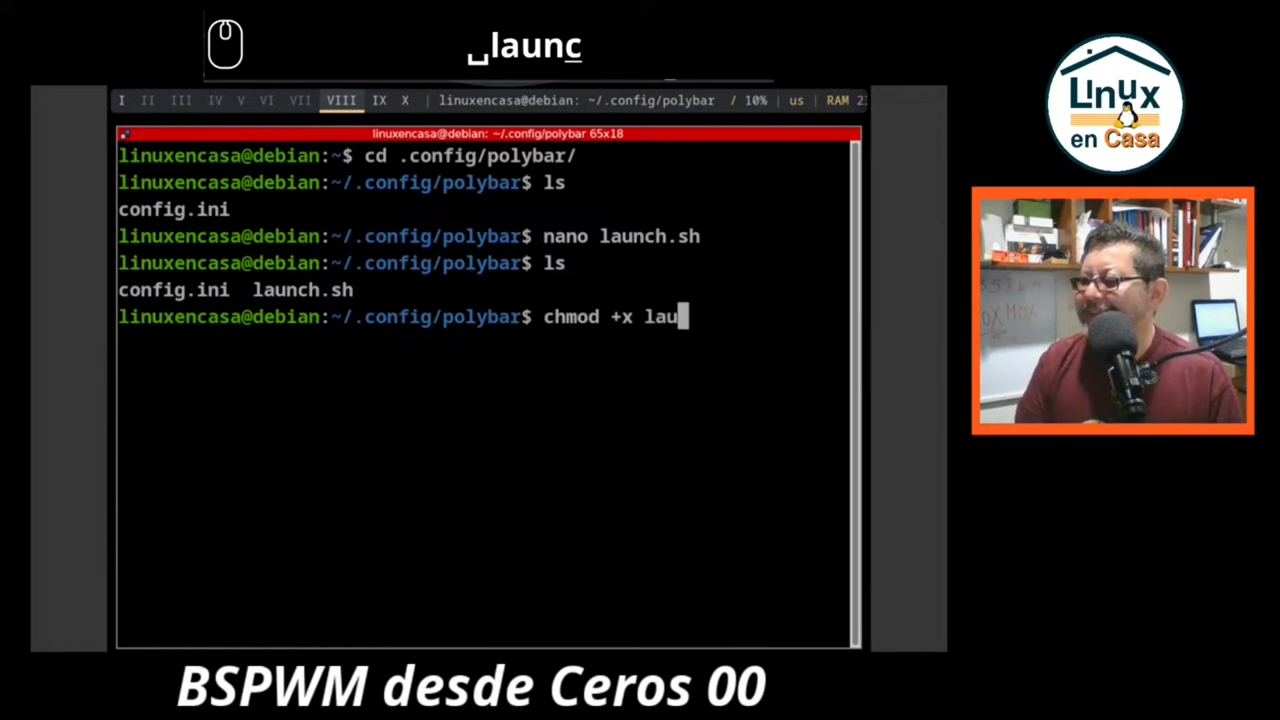 ␣launc
Linux
en Casa
I II III IV V VI VII VIII IX X | linuxencasa@debian: ~/.config/polybar / 10% | us | RAM 23
linuxencasa@debian: ~/.config/polybar 65x18
linuxencasa@debian:~$ cd .config/polybar/
linuxencasa@debian:~/.config/polybar$ ls
config.ini
linuxencasa@debian:~/.config/polybar$ nano launch.sh
linuxencasa@debian:~/.config/polybar$ ls
config.ini launch.sh
linuxencasa@debian:~/.config/polybar$ chmod +x lau
BSPWM desde Ceros 00